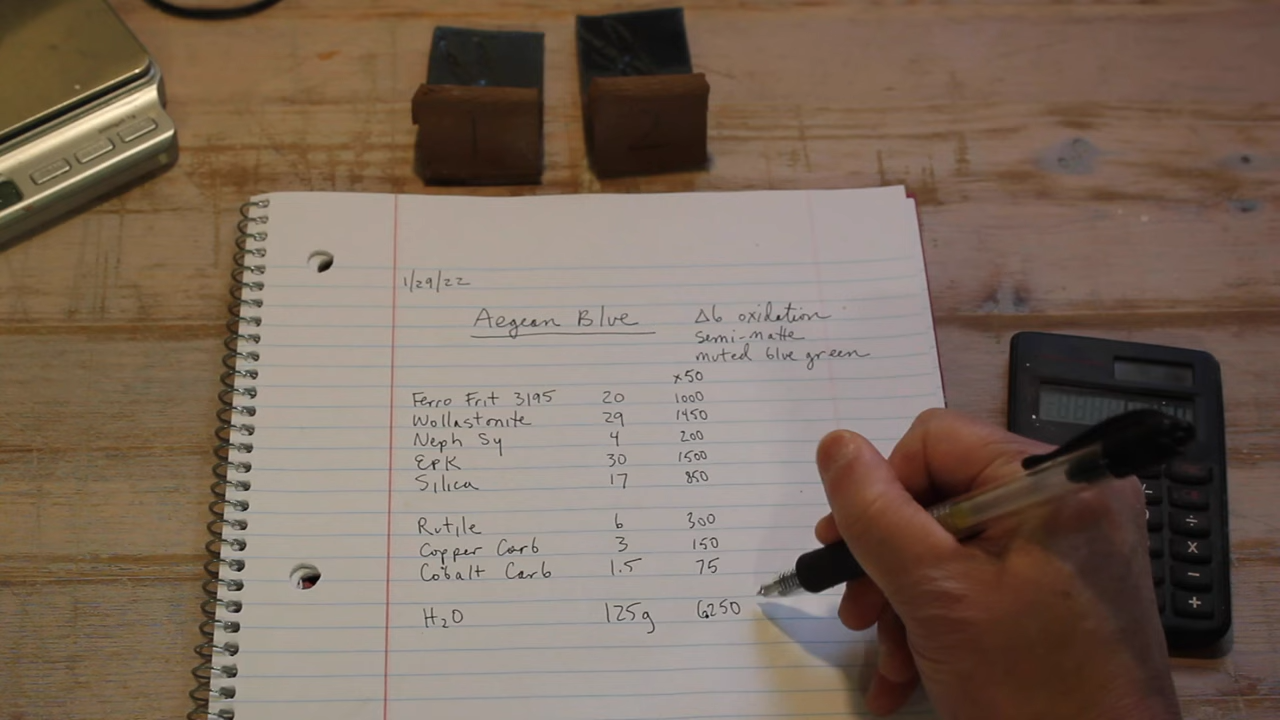 1/29/22
Aegean Blue
Δ6 oxidation
semi-matte
muted blue green
x50
Ferro Frit 3195 20 1000
Wollastonite 29 1450
Neph Sy 4 200
EPK 30 1500
Silica 17 850
Rutile 6 300
Copper Carb 3 150
Cobalt Carb 1.5 75
H₂O 125g 6250
÷
x
−
+